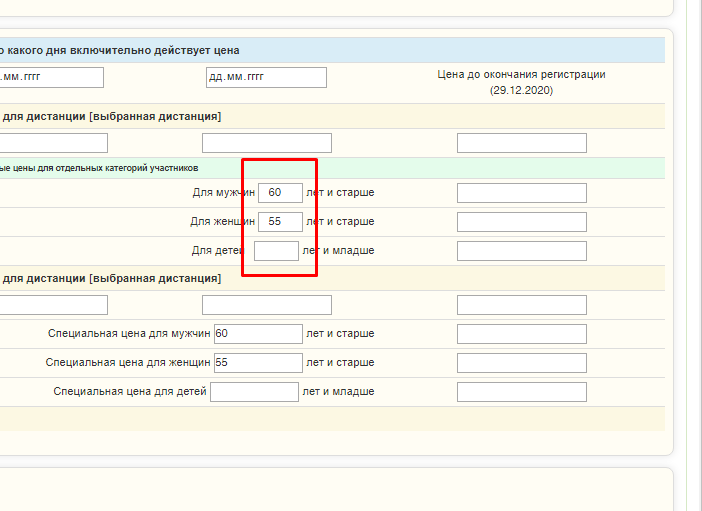 о какого дня включительно действует цена
.мм.гггг дд.мм.гггг Цена до окончания регистрации
(29.12.2020)
для дистанции [выбранная дистанция]
ые цены для отдельных категорий участников
Для мужчин 60 лет и старше
Для женщин 55 лет и старше
Для детей лет и младше
для дистанции [выбранная дистанция]
Специальная цена для мужчин 60 лет и старше
Специальная цена для женщин 55 лет и старше
Специальная цена для детей лет и младше